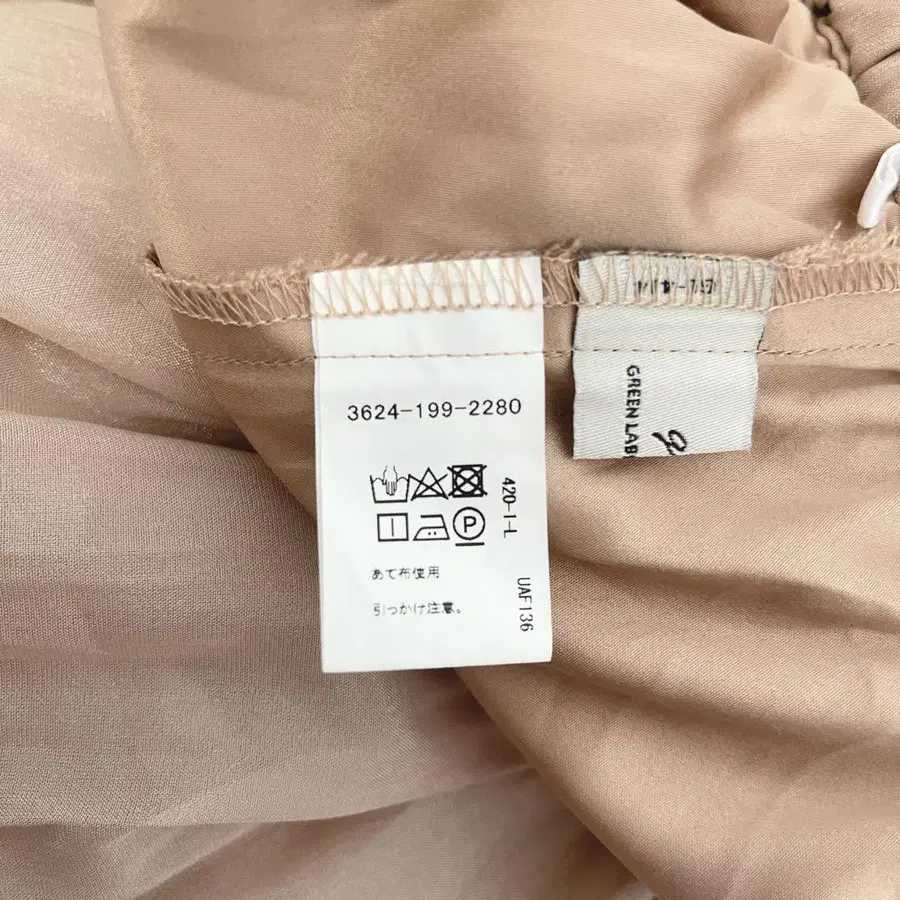 3624-199-2280
420-1-L
P
あて布使用
引っかけ注意。
UAF136
GREEN LAB